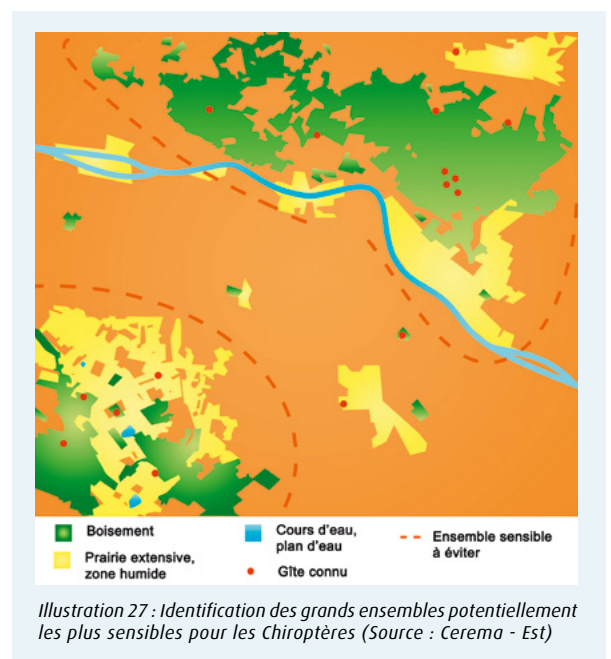 Boisement
Prairie extensive,
zone humide
Cours d'eau,
plan d'eau
Gîte connu
Ensemble sensible
à éviter
Illustration 27 : Identification des grands ensembles potentiellement
les plus sensibles pour les Chiroptères (Source : Cerema - Est)